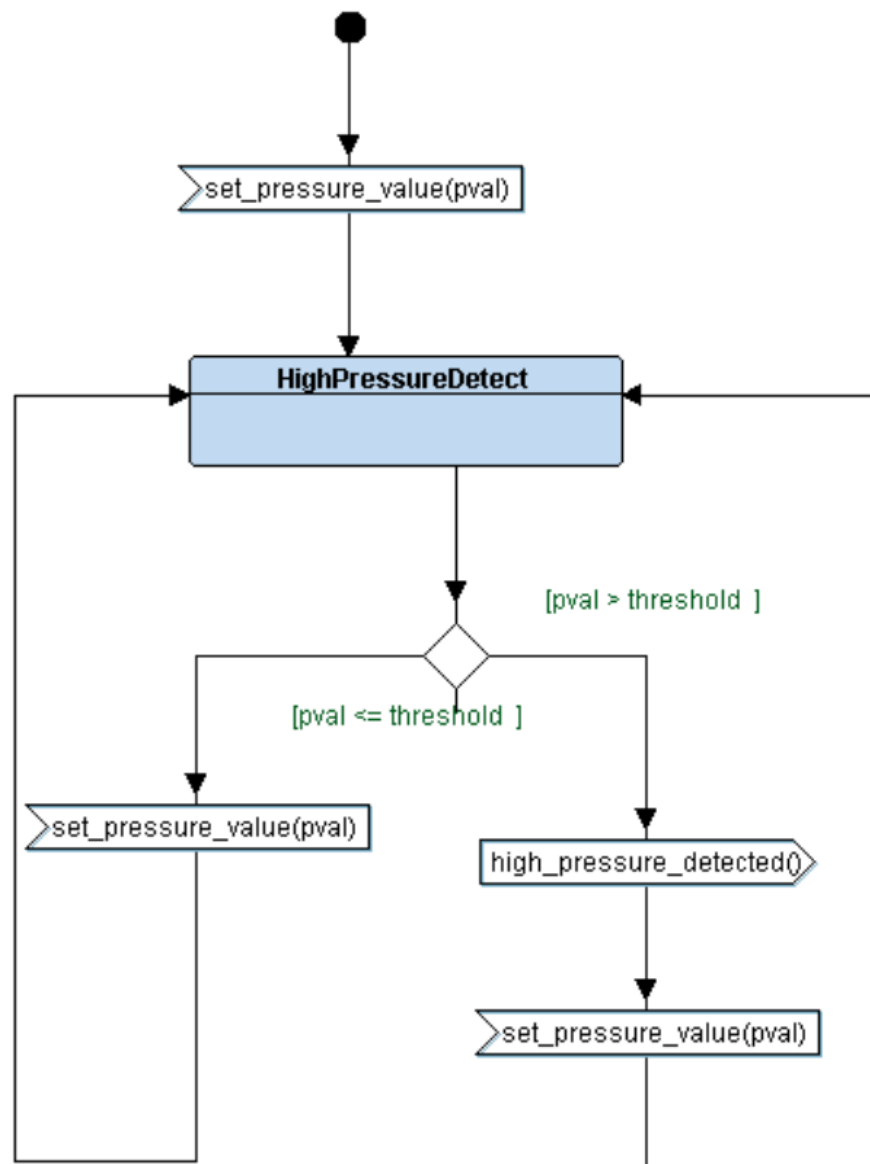 set_pressure_value(pval)
HighPressureDetect
[pval > threshold  ]
[pval <= threshold  ]
set_pressure_value(pval)
high_pressure_detected()
set_pressure_value(pval)